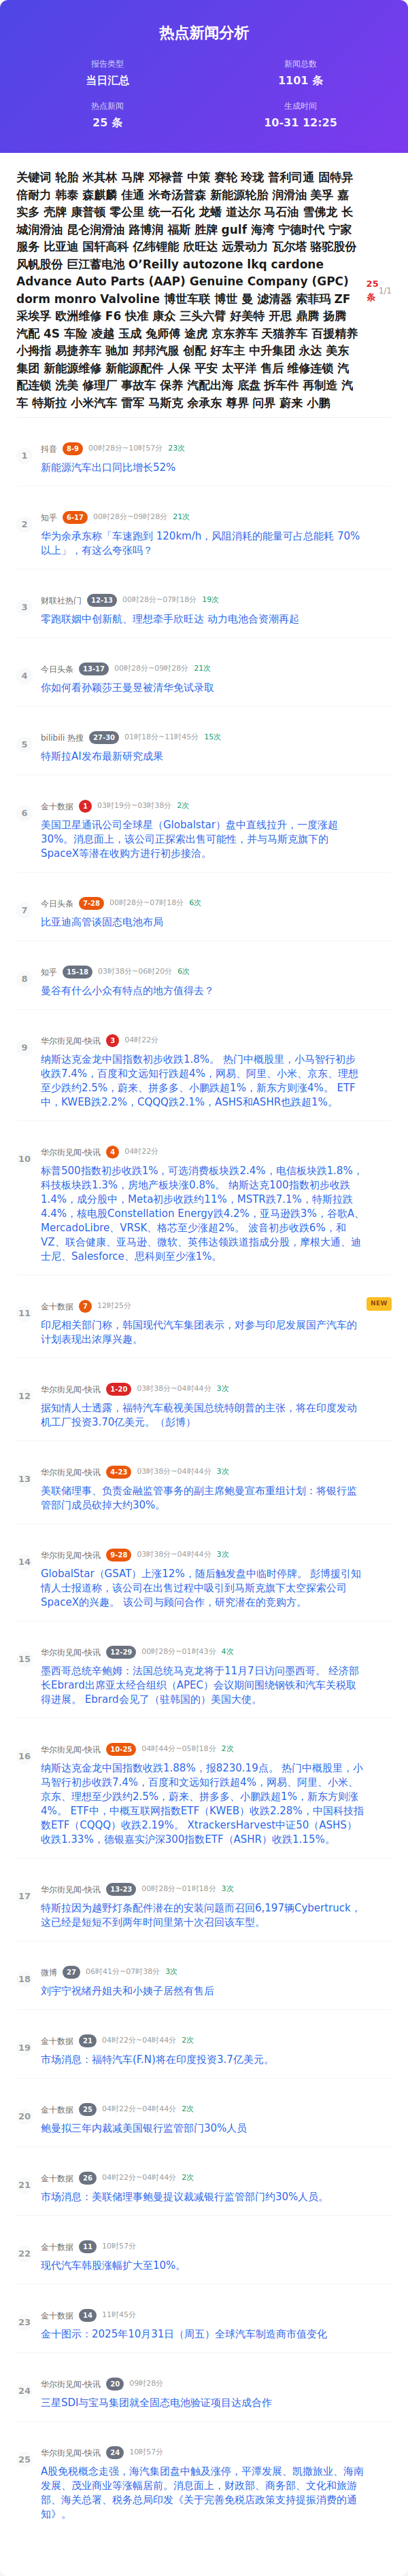 热点新闻分析
报告类型
当日汇总
新闻总数
1101 条
热点新闻
25 条
生成时间
10-31 12:25
关键词 轮胎 米其林 马牌 邓禄普 中策 赛轮 玲珑 普利司通 固特异
倍耐力 韩泰 森麒麟 佳通 米奇汤普森 新能源轮胎 润滑油 美孚 嘉
实多 壳牌 康普顿 零公里 统一石化 龙蟠 道达尔 马石油 雪佛龙 长
城润滑油 昆仑润滑油 路博润 福斯 胜牌 gulf 海湾 宁德时代 宁家
服务 比亚迪 国轩高科 亿纬锂能 欣旺达 远景动力 瓦尔塔 骆驼股份
风帆股份 巨江蓄电池 O’Reilly autozone lkq cardone
Advance Auto Parts (AAP) Genuine Company (GPC)
dorm monro Valvoline 博世车联 博世 曼 滤清器 索菲玛 ZF
采埃孚 欧洲维修 F6 快准 康众 三头六臂 好美特 开思 鼎腾 扬腾
汽配 4S 车险 凌越 玉成 兔师傅 途虎 京东养车 天猫养车 百援精养
小拇指 易捷养车 驰加 邦邦汽服 创配 好车主 中升集团 永达 美东
集团 新能源维修 新能源配件 人保 平安 太平洋 售后 维修连锁 汽
配连锁 洗美 修理厂 事故车 保养 汽配出海 底盘 拆车件 再制造 汽
车 特斯拉 小米汽车 雷军 马斯克 余承东 尊界 问界 蔚来 小鹏
25
条
1/1
1
抖音 8-9 00时28分~10时57分 23次
新能源汽车出口同比增长52%
2
知乎 6-17 00时28分~09时28分 21次
华为余承东称「车速跑到 120km/h，风阻消耗的能量可占总能耗 70%
以上」，有这么夸张吗？
3
财联社热门 12-13 00时28分~07时18分 19次
零跑联姻中创新航、理想牵手欣旺达 动力电池合资潮再起
4
今日头条 13-17 00时28分~09时28分 21次
你如何看孙颖莎王曼昱被清华免试录取
5
bilibili 热搜 27-30 01时18分~11时45分 15次
特斯拉AI发布最新研究成果
6
金十数据 1 03时19分~03时38分 2次
美国卫星通讯公司全球星（Globalstar）盘中直线拉升，一度涨超
30%。消息面上，该公司正探索出售可能性，并与马斯克旗下的
SpaceX等潜在收购方进行初步接洽。
7
今日头条 7-28 00时28分~07时18分 6次
比亚迪高管谈固态电池布局
8
知乎 15-18 03时38分~06时20分 6次
曼谷有什么小众有特点的地方值得去？
9
华尔街见闻-快讯 3 04时22分
纳斯达克金龙中国指数初步收跌1.8%。 热门中概股里，小马智行初步
收跌7.4%，百度和文远知行跌超4%，网易、阿里、小米、京东、理想
至少跌约2.5%，蔚来、拼多多、小鹏跌超1%，新东方则涨4%。 ETF
中，KWEB跌2.2%，CQQQ跌2.1%，ASHS和ASHR也跌超1%。
10
华尔街见闻-快讯 4 04时22分
标普500指数初步收跌1%，可选消费板块跌2.4%，电信板块跌1.8%，
科技板块跌1.3%，房地产板块涨0.8%。 纳斯达克100指数初步收跌
1.4%，成分股中，Meta初步收跌约11%，MSTR跌7.1%，特斯拉跌
4.4%，核电股Constellation Energy跌4.2%，亚马逊跌3%，谷歌A、
MercadoLibre、VRSK、格芯至少涨超2%。 波音初步收跌6%，和
VZ、联合健康、亚马逊、微软、英伟达领跌道指成分股，摩根大通、迪
士尼、Salesforce、思科则至少涨1%。
11
金十数据 7 12时25分
NEW
印尼相关部门称，韩国现代汽车集团表示，对参与印尼发展国产汽车的
计划表现出浓厚兴趣。
12
华尔街见闻-快讯 1-20 03时38分~04时44分 3次
据知情人士透露，福特汽车藐视美国总统特朗普的主张，将在印度发动
机工厂投资3.70亿美元。（彭博）
13
华尔街见闻-快讯 4-23 03时38分~04时44分 3次
美联储理事、负责金融监管事务的副主席鲍曼宣布重组计划：将银行监
管部门成员砍掉大约30%。
14
华尔街见闻-快讯 9-28 03时38分~04时44分 3次
GlobalStar（GSAT）上涨12%，随后触发盘中临时停牌。 彭博援引知
情人士报道称，该公司在出售过程中吸引到马斯克旗下太空探索公司
SpaceX的兴趣。 该公司与顾问合作，研究潜在的竞购方。
15
华尔街见闻-快讯 12-29 00时28分~01时43分 4次
墨西哥总统辛鲍姆：法国总统马克龙将于11月7日访问墨西哥。 经济部
长Ebrard出席亚太经合组织（APEC）会议期间围绕钢铁和汽车关税取
得进展。 Ebrard会见了（驻韩国的）美国大使。
16
华尔街见闻-快讯 10-25 04时44分~05时18分 2次
纳斯达克金龙中国指数收跌1.88%，报8230.19点。 热门中概股里，小
马智行初步收跌7.4%，百度和文远知行跌超4%，网易、阿里、小米、
京东、理想至少跌约2.5%，蔚来、拼多多、小鹏跌超1%，新东方则涨
4%。 ETF中，中概互联网指数ETF（KWEB）收跌2.28%，中国科技指
数ETF（CQQQ）收跌2.19%。 XtrackersHarvest中证50（ASHS）
收跌1.33%，德银嘉实沪深300指数ETF（ASHR）收跌1.15%。
17
华尔街见闻-快讯 13-23 00时28分~01时18分 3次
特斯拉因为越野灯条配件潜在的安装问题而召回6,197辆Cybertruck，
这已经是短短不到两年时间里第十次召回该车型。
18
微博 27 06时41分~07时38分 3次
刘宇宁祝绪丹姐夫和小姨子居然有售后
19
金十数据 21 04时22分~04时44分 2次
市场消息：福特汽车(F.N)将在印度投资3.7亿美元。
20
金十数据 25 04时22分~04时44分 2次
鲍曼拟三年内裁减美国银行监管部门30%人员
21
金十数据 26 04时22分~04时44分 2次
市场消息：美联储理事鲍曼提议裁减银行监管部门约30%人员。
22
金十数据 11 10时57分
现代汽车韩股涨幅扩大至10%。
23
金十数据 14 11时45分
金十图示：2025年10月31日（周五）全球汽车制造商市值变化
24
华尔街见闻-快讯 20 09时28分
三星SDI与宝马集团就全固态电池验证项目达成合作
25
华尔街见闻-快讯 24 10时57分
A股免税概念走强，海汽集团盘中触及涨停，平潭发展、凯撒旅业、海南
发展、茂业商业等涨幅居前。消息面上，财政部、商务部、文化和旅游
部、海关总署、税务总局印发《关于完善免税店政策支持提振消费的通
知》。